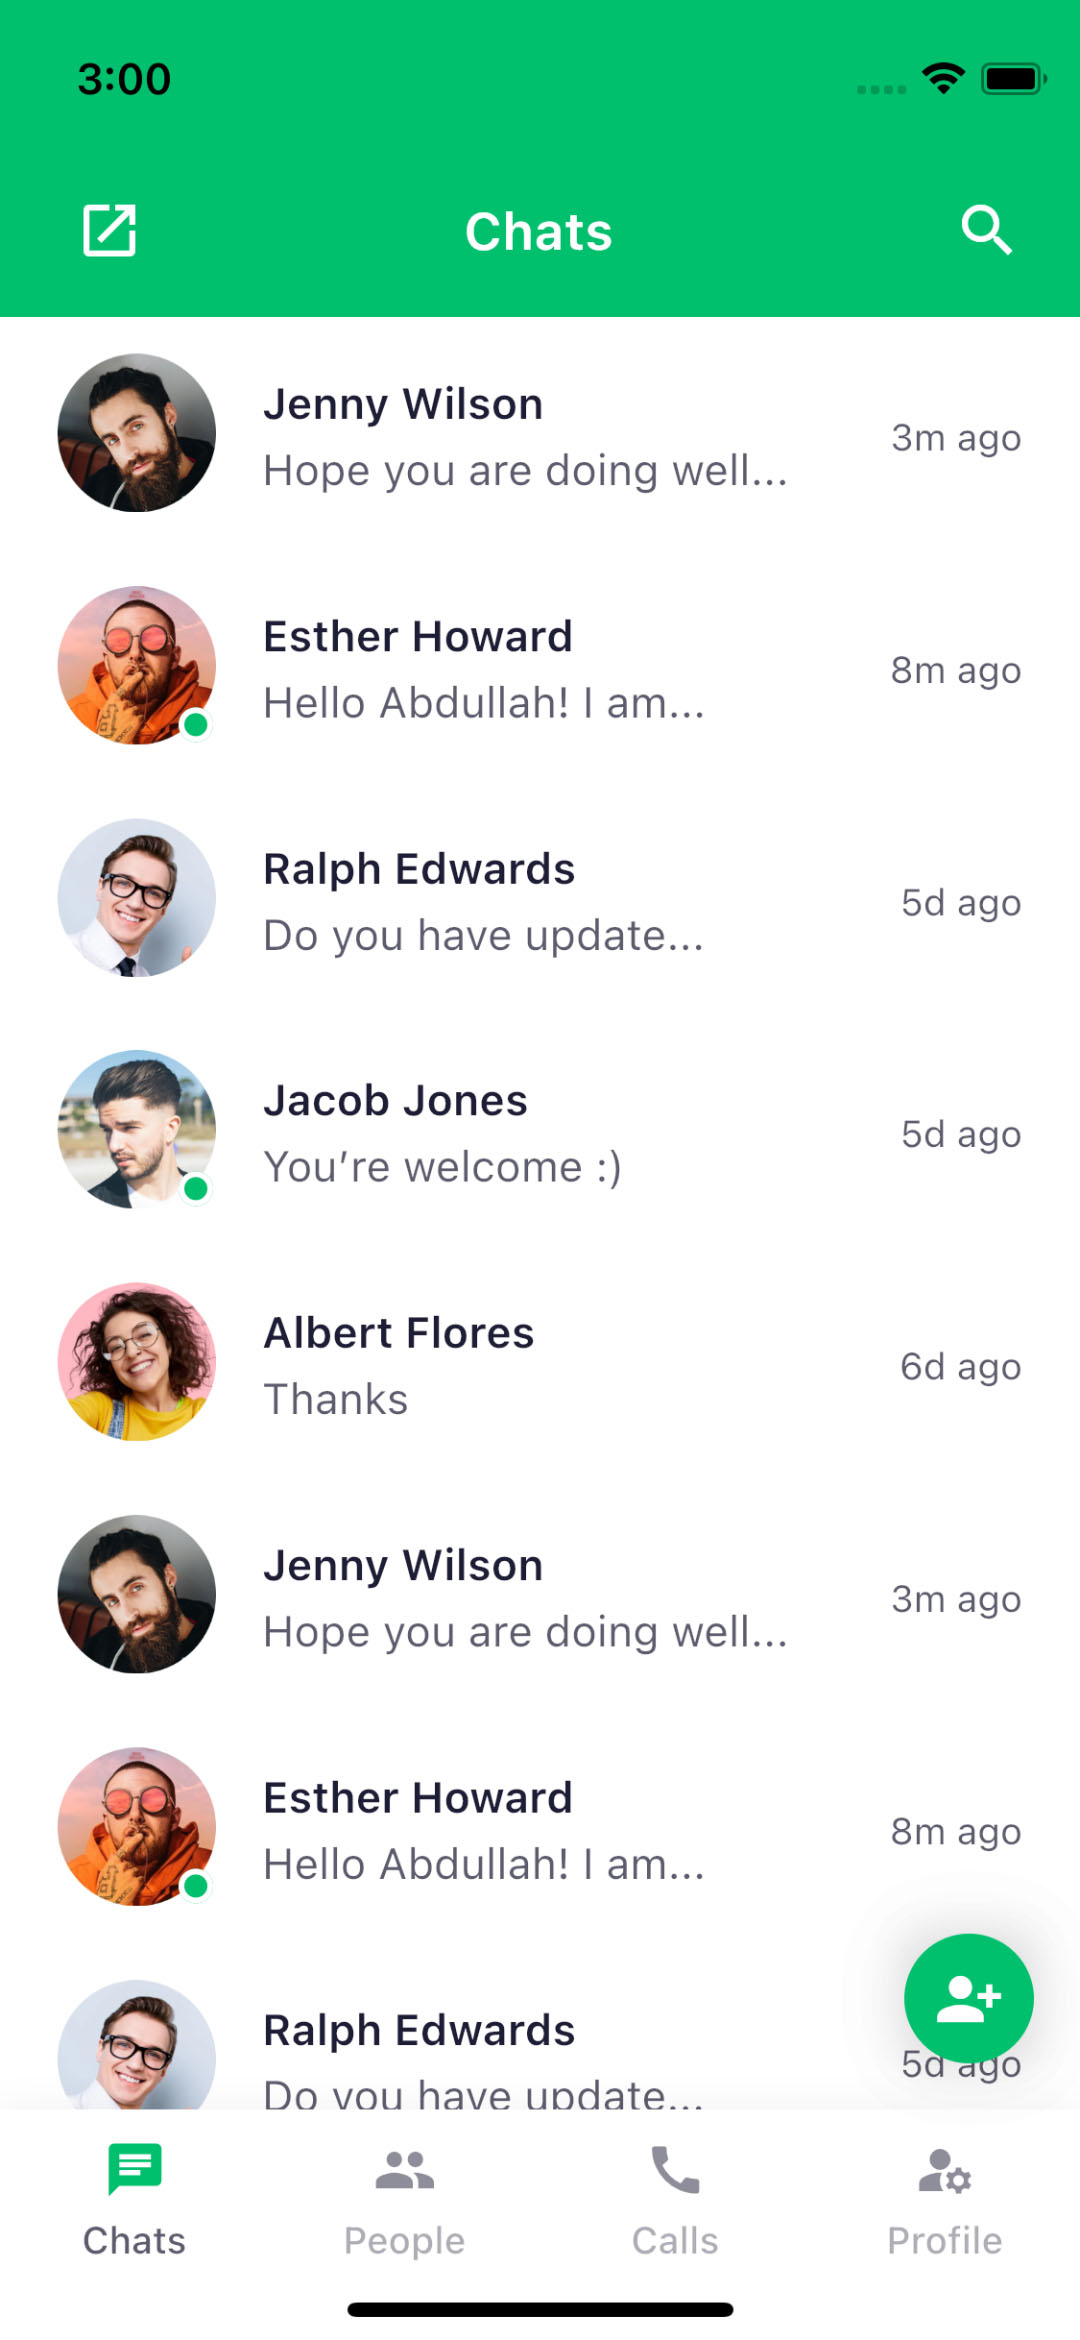 3:00
Chats
Jenny Wilson
3m ago
Hope you are doing well...
Esther Howard
8m ago
Hello Abdullah! I am...
Ralph Edwards
5d ago
Do you have update...
Jacob Jones
5d ago
You’re welcome :)
Albert Flores
6d ago
Thanks
Jenny Wilson
3m ago
Hope you are doing well...
Esther Howard
8m ago
Hello Abdullah! I am...
Ralph Edwards
5d ago
Do you have update...
Chats
People
Calls
Profile